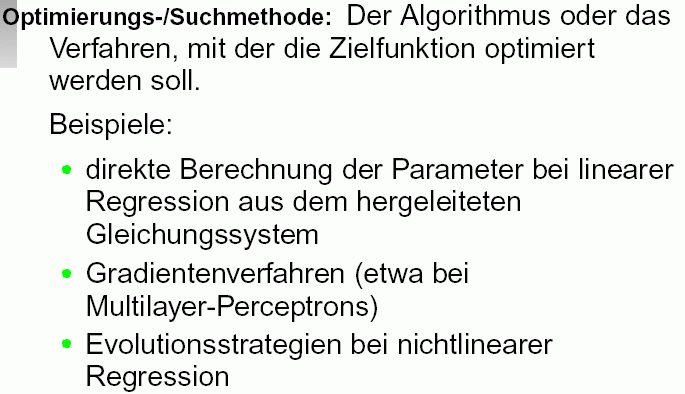 Optimierungs-/Suchmethode: Der Algorithmus oder das
Verfahren, mit der die Zielfunktion optimiert
werden soll.
Beispiele:
• direkte Berechnung der Parameter bei linearer
Regression aus dem hergeleiteten
Gleichungssystem
• Gradientenverfahren (etwa bei
Multilayer-Perceptrons)
• Evolutionsstrategien bei nichtlinearer
Regression